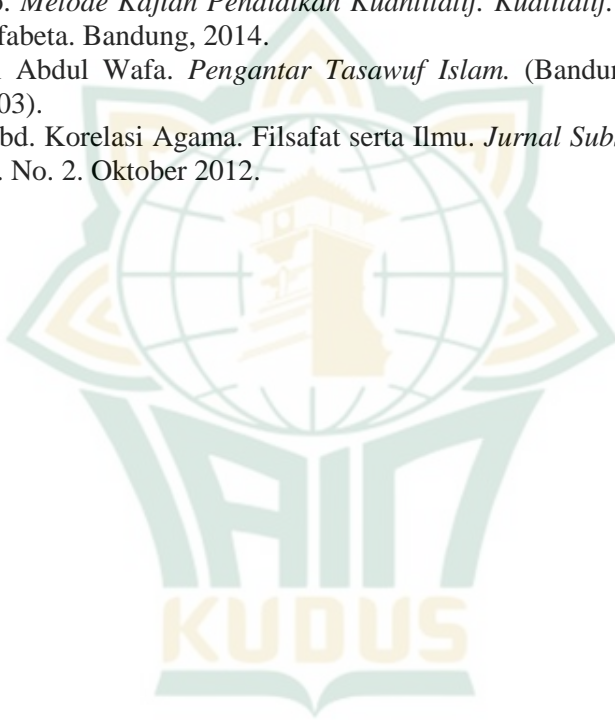 Metode Kajian Pendidikan Kuantitatif. Kualitatif.
fabeta. Bandung, 2014.
Abdul Wafa. Pengantar Tasawuf Islam. (Bandun
03).
bd. Korelasi Agama. Filsafat serta Ilmu. Jurnal Sub
. No. 2. Oktober 2012.
IAIN
KUDUS